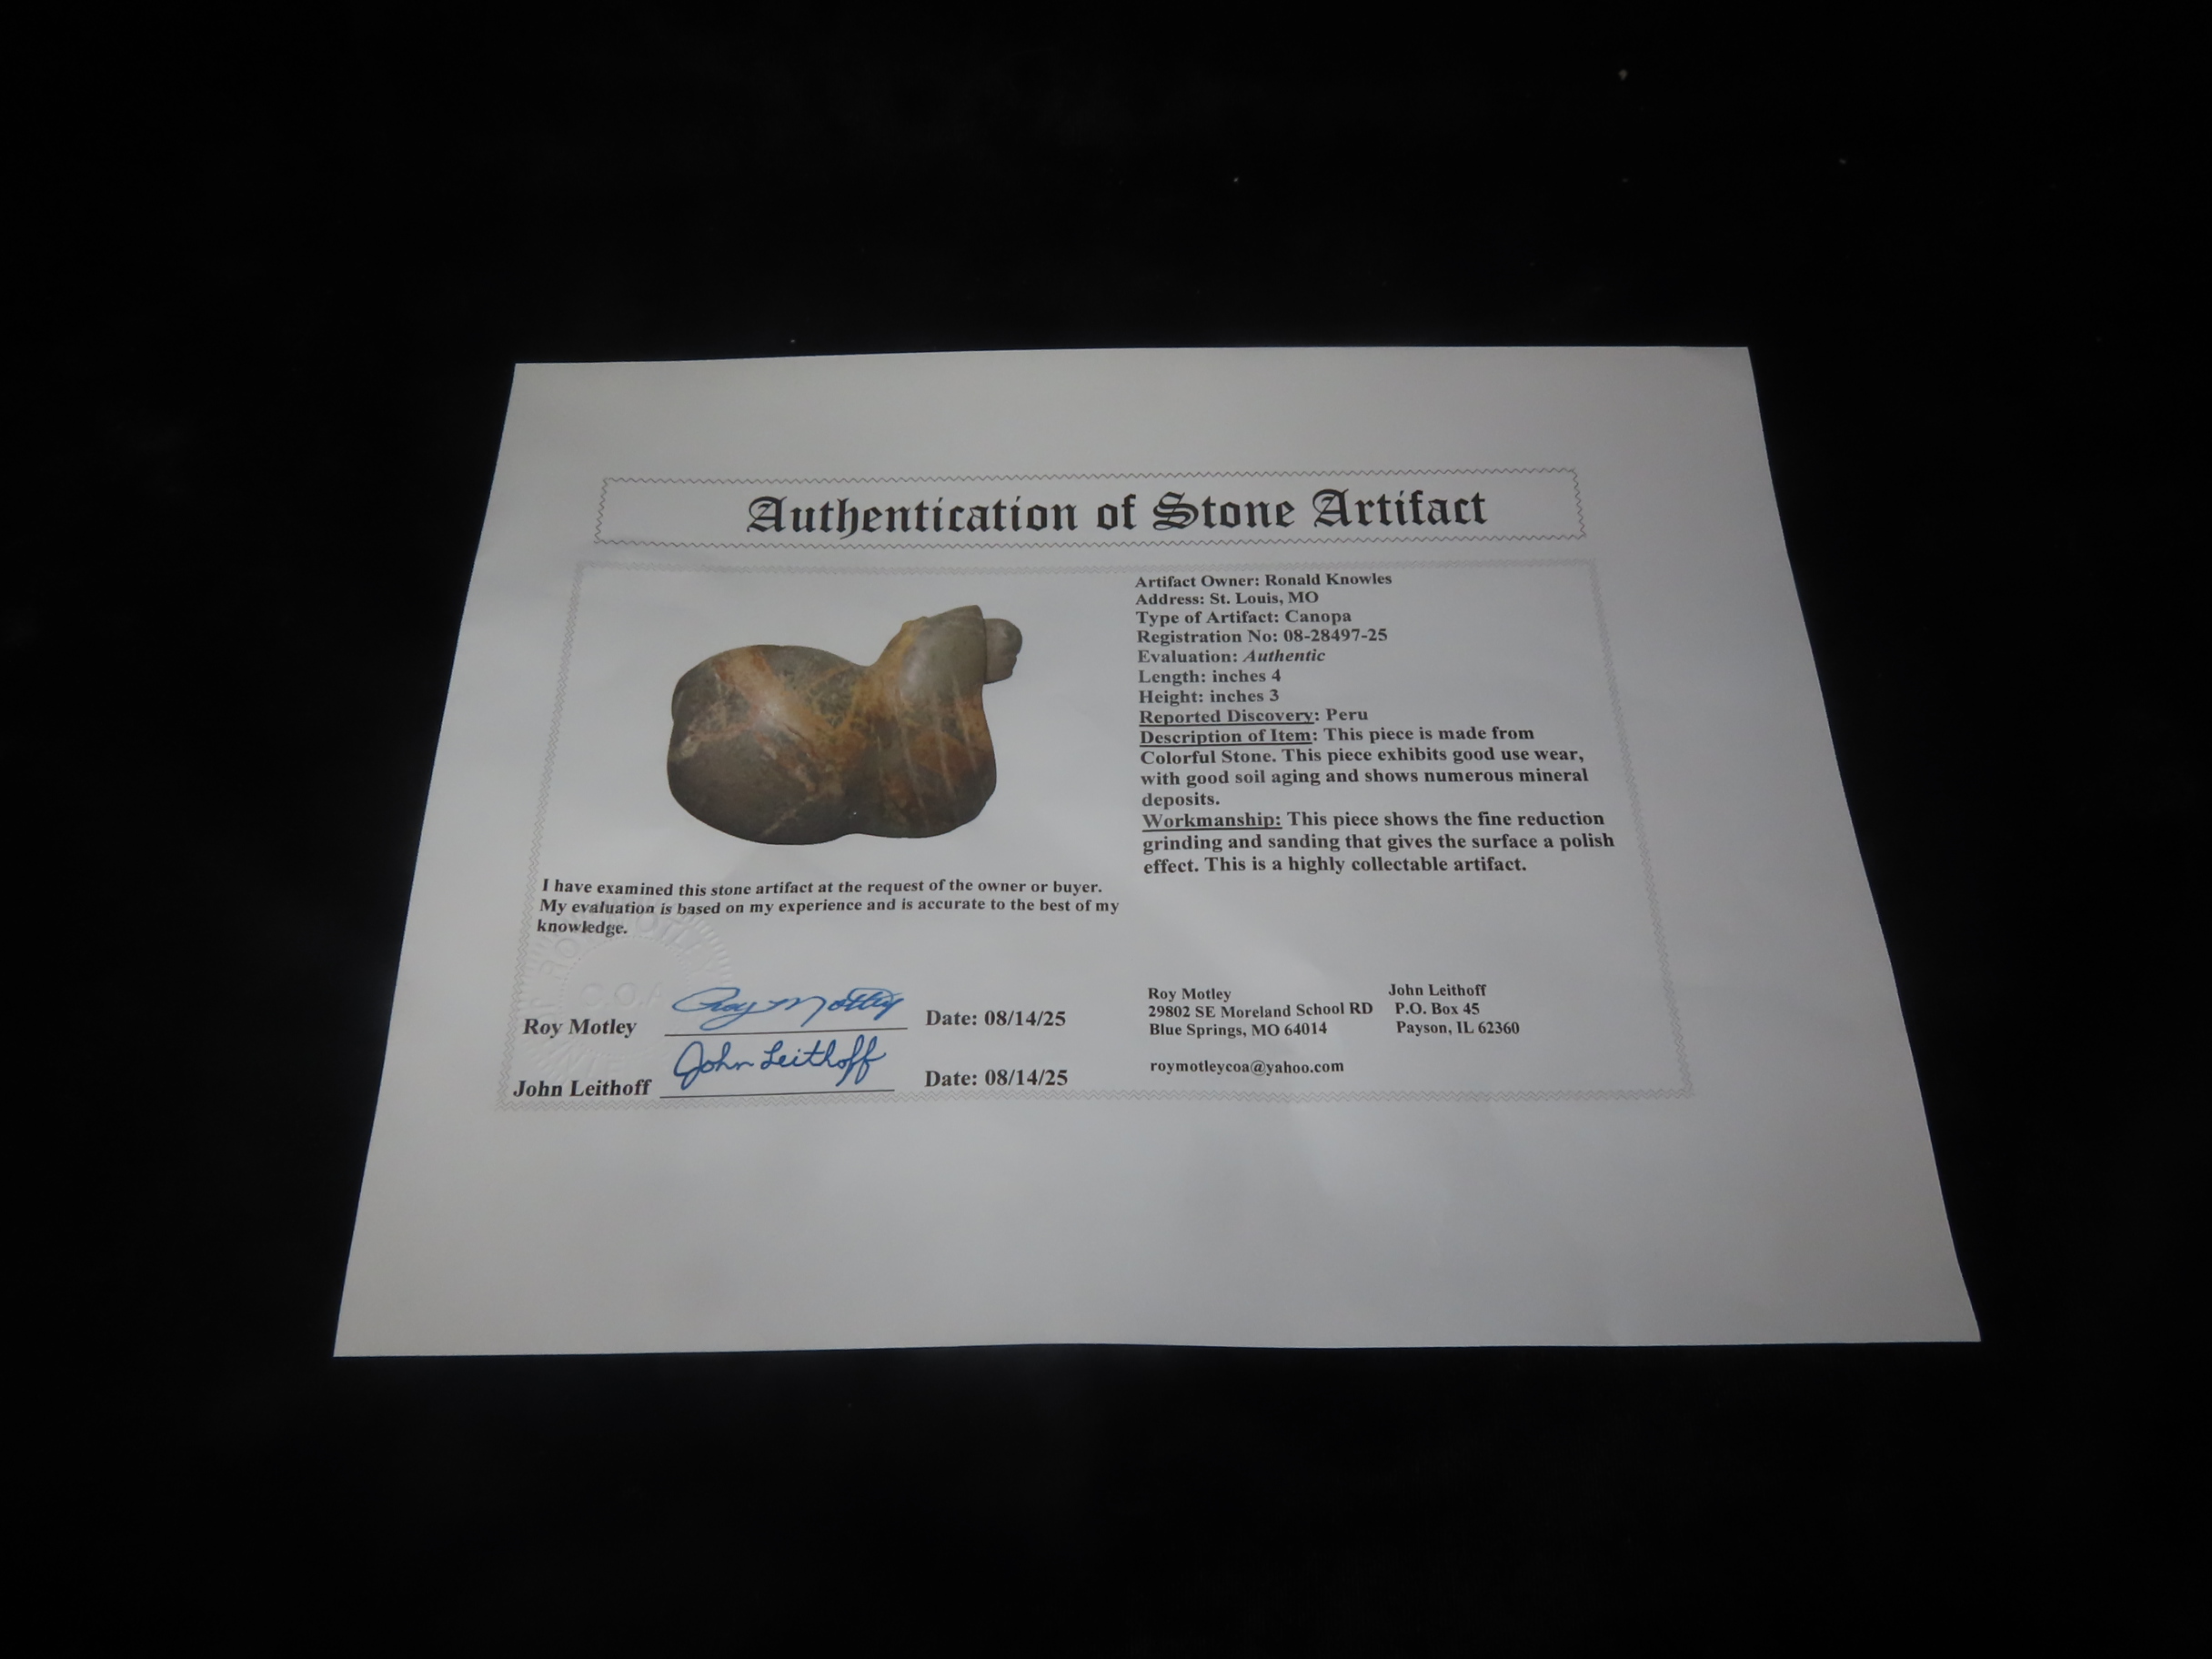 Authentication of Stone Artifact
Artifact Owner: Ronald Knowles
Address: St. Louis, MO
Type of Artifact: Canopa
Registration No: 08-28497-25
Evaluation: Authentic
Length: inches 4
Height: inches 3
Reported Discovery: Peru
Description of Item: This piece is made from
Colorful Stone. This piece exhibits good use wear,
with good soil aging and shows numerous mineral
deposits.
Workmanship: This piece shows the fine reduction
grinding and sanding that gives the surface a polish
effect. This is a highly collectable artifact.
I have examined this stone artifact at the request of the owner or buyer.
My evaluation is based on my experience and is accurate to the best of my
knowledge.
Roy Motley Roy Motley Date: 08/14/25
John Leithoff John Leithoff Date: 08/14/25
Roy Motley
29802 SE Moreland School RD
Blue Springs, MO 64014
roymotleycoa@yahoo.com
John Leithoff
P.O. Box 45
Payson, IL 62360